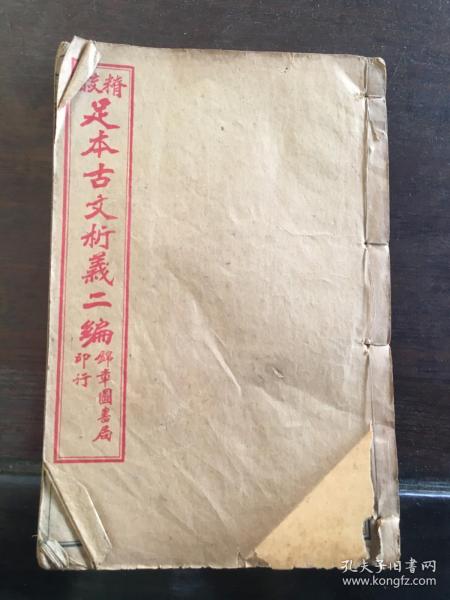 精校
足本古文析義二編
錦章圖書局
印行
孔夫子旧书网
www.kongfz.com